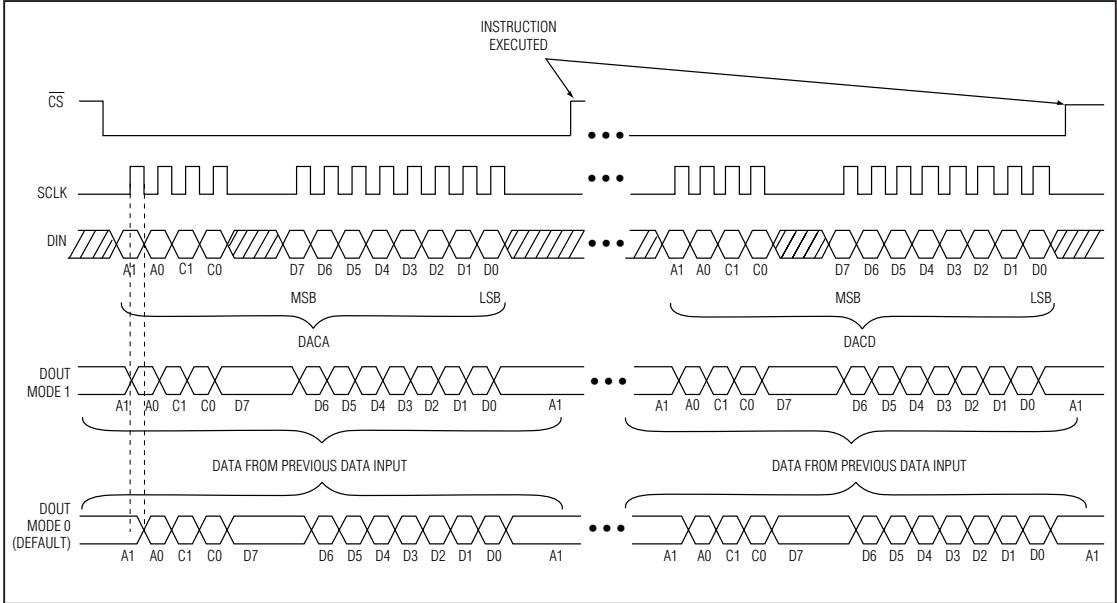 INSTRUCTION
EXECUTED
CS
SCLK
DIN
A1 A0 C1 C0 D7 D6 D5 D4 D3 D2 D1 D0 A1 A0 C1 C0 D7 D6 D5 D4 D3 D2 D1 D0
MSB LSB MSB LSB
DACA DACD
DOUT
MODE 1
A1 A0 C1 C0 D7 D6 D5 D4 D3 D2 D1 D0 A1 A1 A0 C1 C0 D7 D6 D5 D4 D3 D2 D1 D0 A1
DATA FROM PREVIOUS DATA INPUT DATA FROM PREVIOUS DATA INPUT
DOUT
MODE 0
(DEFAULT)
A1 A0 C1 C0 D7 D6 D5 D4 D3 D2 D1 D0 A1 A1 A0 C1 C0 D7 D6 D5 D4 D3 D2 D1 D0 A1